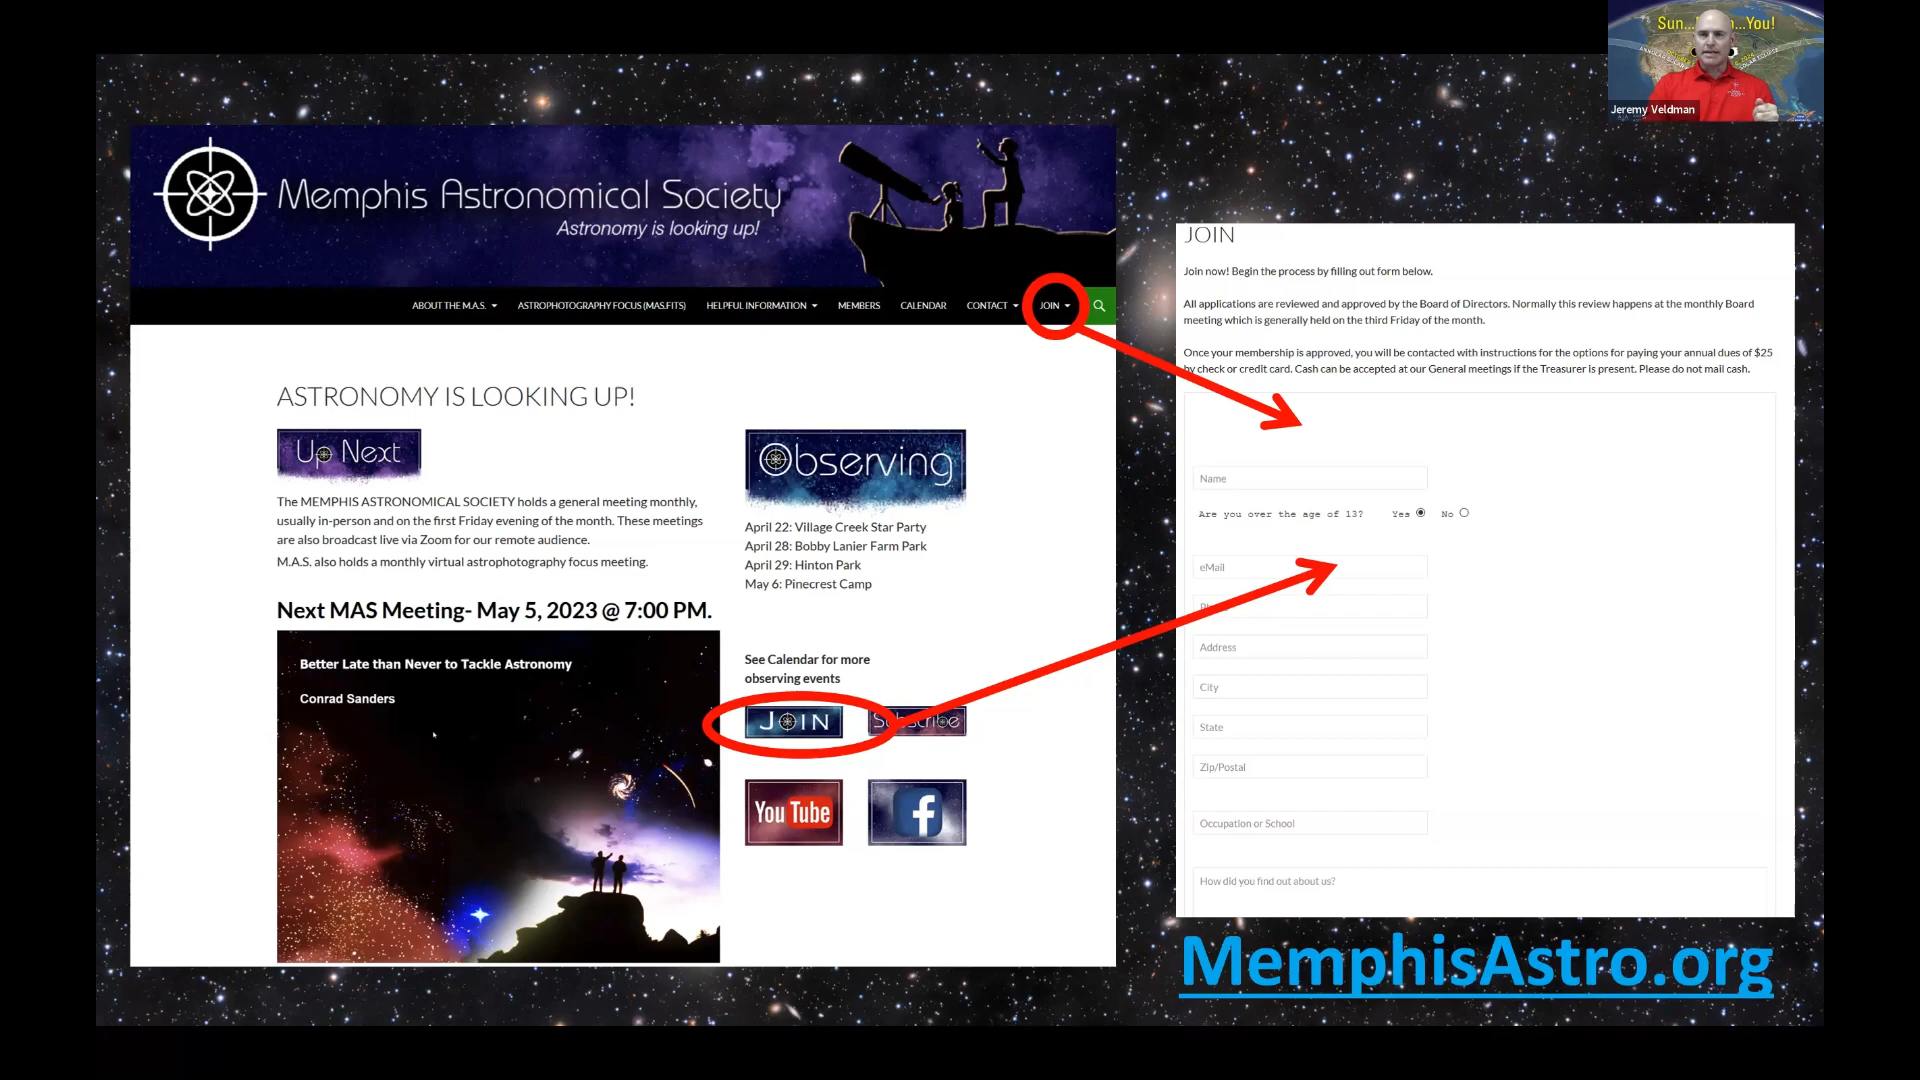 Sun...
...You!
Jeremy Veldman
Memphis Astronomical Society
Astronomy is looking up!
ABOUT THE M.A.S.
ASTROPHOTOGRAPHY FOCUS (MAS.FITS)
HELPFUL INFORMATION
MEMBERS
CALENDAR
CONTACT
JOIN
ASTRONOMY IS LOOKING UP!
Up Next
The MEMPHIS ASTRONOMICAL SOCIETY holds a general meeting monthly,
usually in-person and on the first Friday evening of the month. These meetings
are also broadcast live via Zoom for our remote audience.
M.A.S. also holds a monthly virtual astrophotography focus meeting.
Next MAS Meeting- May 5, 2023 @ 7:00 PM.
Better Late than Never to Tackle Astronomy
Conrad Sanders
Observing
April 22: Village Creek Star Party
April 28: Bobby Lanier Farm Park
April 29: Hinton Park
May 6: Pinecrest Camp
See Calendar for more
observing events
JOIN
Subscribe
YouTube
f
JOIN
Join now! Begin the process by filling out form below.
All applications are reviewed and approved by the Board of Directors. Normally this review happens at the monthly Board
meeting which is generally held on the third Friday of the month.
Once your membership is approved, you will be contacted with instructions for the options for paying your annual dues of $25
by check or credit card. Cash can be accepted at our General meetings if the Treasurer is present. Please do not mail cash.
Name
Are you over the age of 13? Yes No
eMail
Address
City
State
Zip/Postal
Occupation or School
How did you find out about us?
MemphisAstro.org